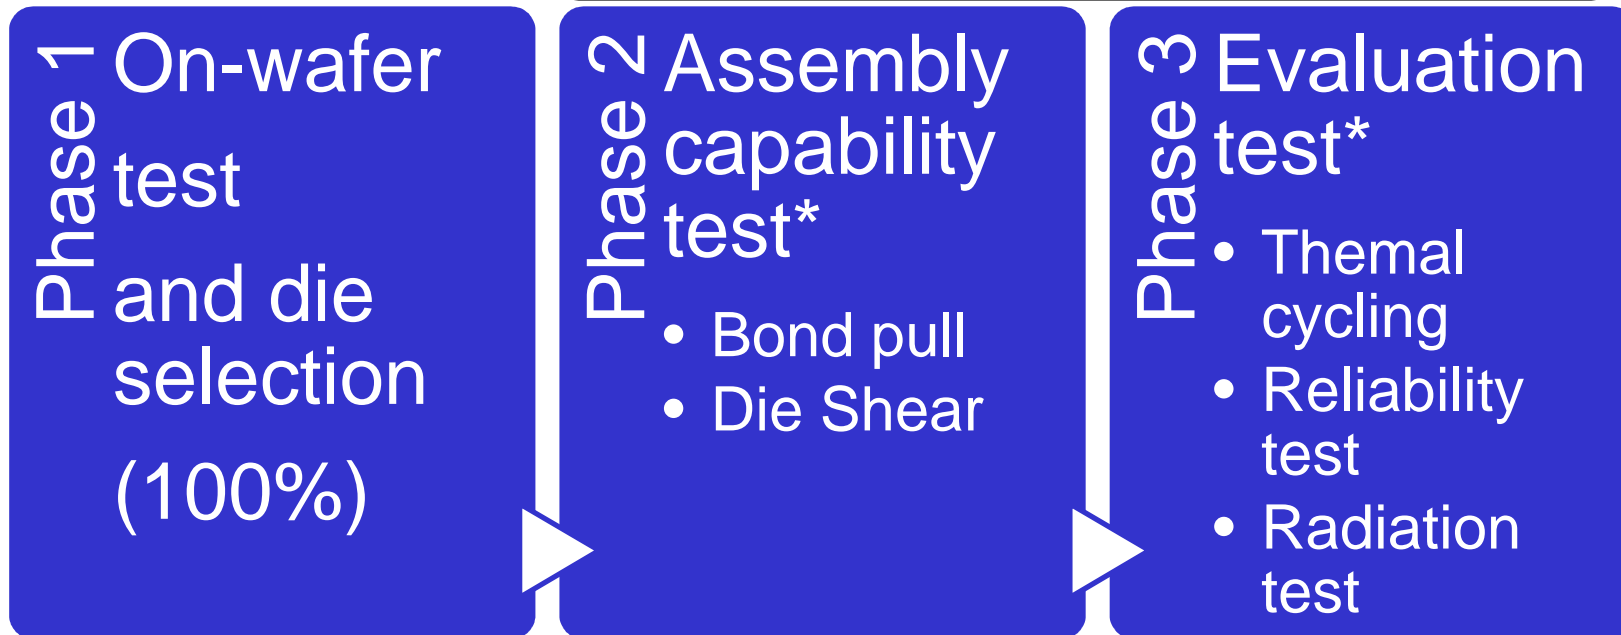 Phase 1
On-wafer
test
and die
selection
(100%)
Phase 2
Assembly
capability
test*
• Bond pull
• Die Shear
Phase 3
Evaluation
test*
• Themal
cycling
• Reliability
test
• Radiation
test